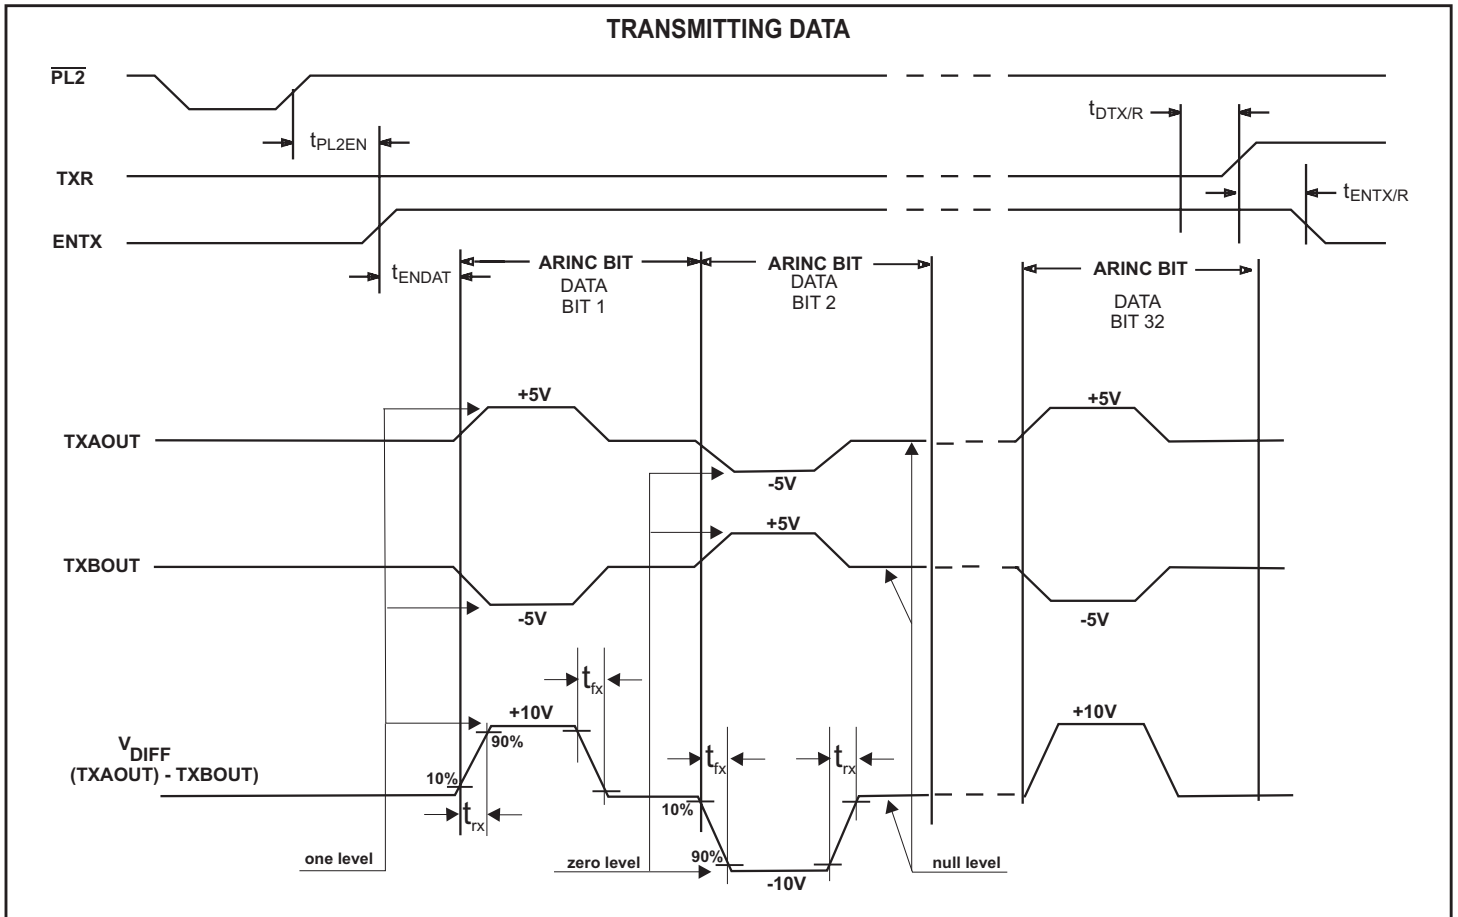 TRANSMITTING DATA
PL2
tDTX/R
tPL2EN
TXR
tENTX/R
ENTX
tENDAT
ARINC BIT
DATA
BIT 1
ARINC BIT
DATA
BIT 2
ARINC BIT
DATA
BIT 32
+5V
+5V
TXAOUT
-5V
+5V
TXBOUT
-5V
-5V
tfx
+10V
+10V
90%
VDIFF
(TXAOUT) - TXBOUT)
tfx
trx
10%
10%
trx
one level
zero level
90%
null level
-10V